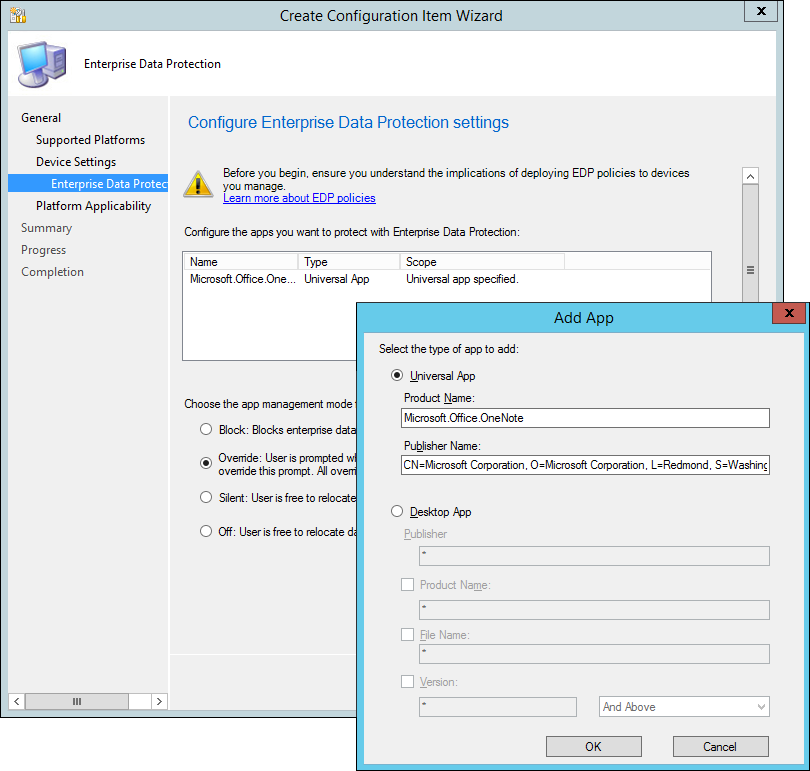 Create Configuration Item Wizard
X
Enterprise Data Protection
General
Supported Platforms
Device Settings
Enterprise Data Protec
Platform Applicability
Summary
Progress
Completion
Configure Enterprise Data Protection settings
Before you begin, ensure you understand the implications of deploying EDP policies to devices
you manage.
Learn more about EDP policies
Configure the apps you want to protect with Enterprise Data Protection:
Name Type Scope
Microsoft.Office.One... Universal App Universal app specified.
Choose the app management mode
Block: Blocks enterprise data
Override: User is prompted wh
override this prompt. All overri
Silent: User is free to relocate
Off: User is free to relocate da
Add App
X
Select the type of app to add:
Universal App
Product Name:
Microsoft.Office.OneNote
Publisher Name:
CN=Microsoft Corporation, O=Microsoft Corporation, L=Redmond, S=Washing
Desktop App
Publisher
*
Product Name:
*
File Name:
*
Version:
* And Above
OK Cancel